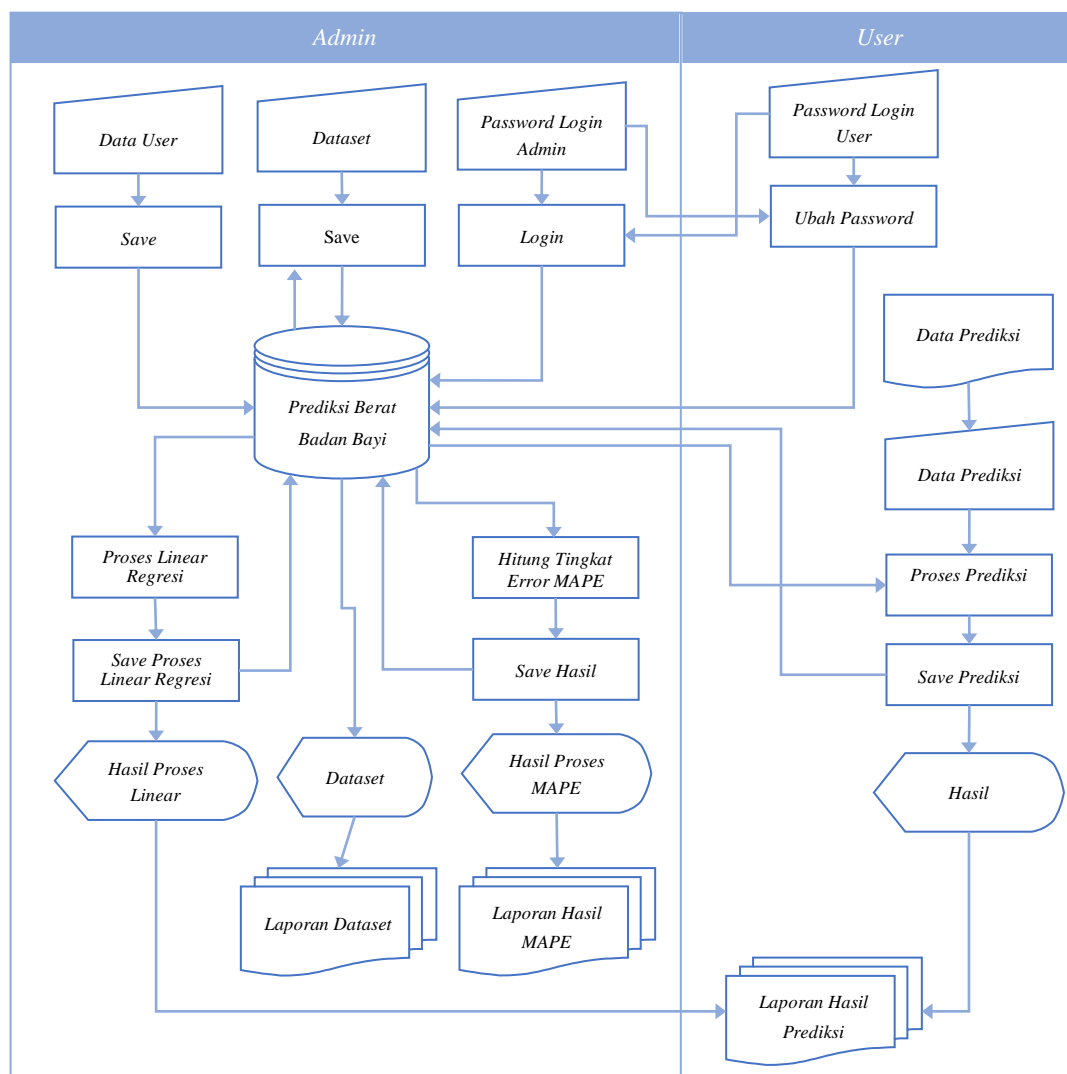 Admin
User
Data User
Dataset
Password Login
Admin
Password Login
User
Save
Save
Login
Ubah Password
Data Prediksi
Prediksi Berat
Badan Bayi
Data Prediksi
Proses Linear
Regresi
Hitung Tingkat
Error MAPE
Proses Prediksi
Save Proses
Linear Regresi
Save Hasil
Save Prediksi
Hasil Proses
Linear
Dataset
Hasil Proses
MAPE
Hasil
Laporan Dataset
Laporan Hasil
MAPE
Laporan Hasil
Prediksi